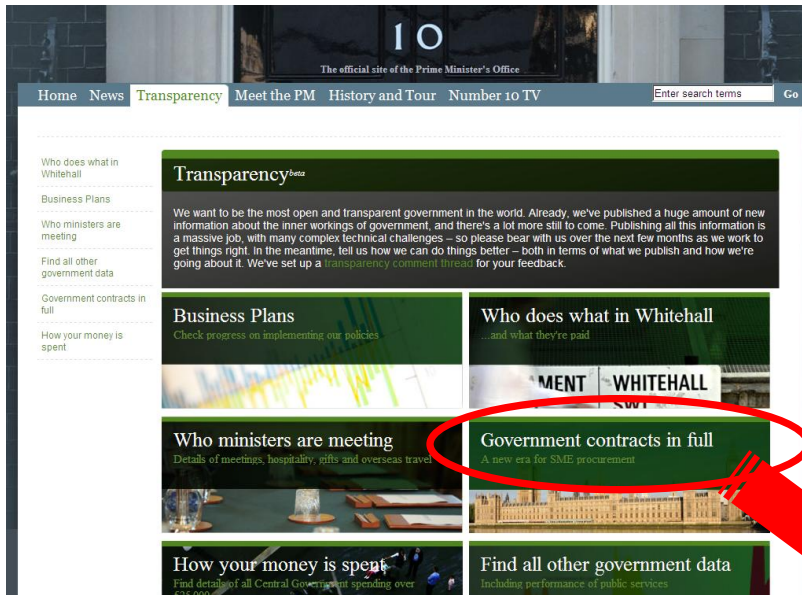 10
The official site of the Prime Minister's Office
Home News Transparency Meet the PM History and Tour Number 10 TV Enter search terms Go
Who does what in
Whitehall
Business Plans
Who ministers are
meeting
Find all other
government data
Government contracts in
full
How your money is
spent
Transparency beta
We want to be the most open and transparent government in the world. Already, we've published a huge amount of new
information about the inner workings of government, and there's a lot more still to come. Publishing all this information is
a massive job, with many complex technical challenges – so please bear with us over the next few months as we work to
get things right. In the meantime, tell us how we can do things better – both in terms of what we publish and how we're
going about it. We've set up a transparency comment thread for your feedback.
Business Plans
Check progress on implementing our policies
Who does what in Whitehall
...and what they're paid
WHITEHALL
Who ministers are meeting
Details of meetings, hospitality, gifts and overseas travel
Government contracts in full
A new era for SME procurement
How your money is spent
Find details of all Central Government spending over
£25,000
Find all other government data
Including performance of public services